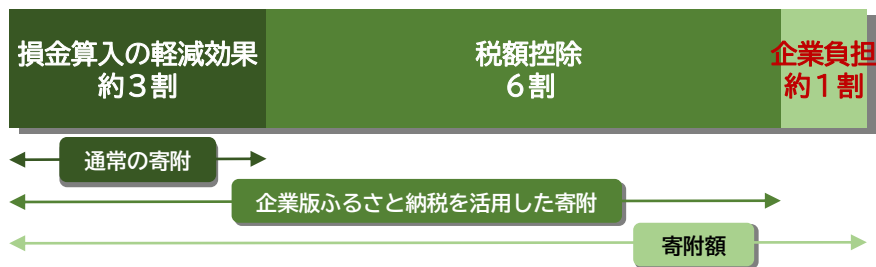 損金算入の軽減効果
約３割
税額控除
６割
企業負担
約１割
通常の寄附
企業版ふるさと納税を活用した寄附
寄附額